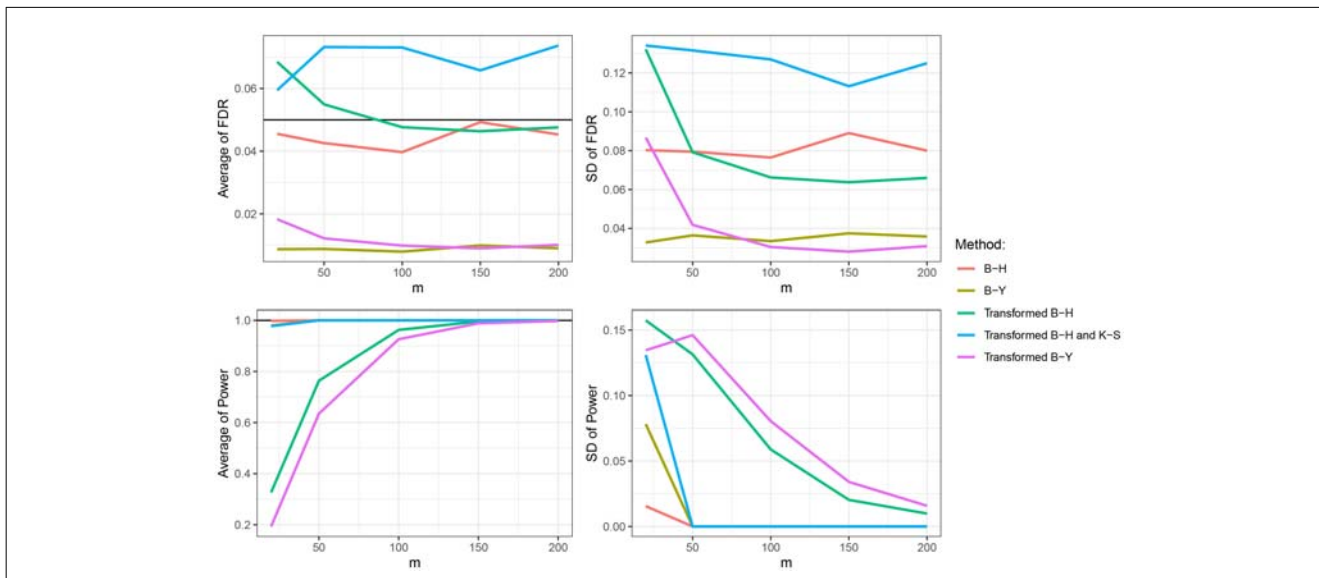 Average of FDR
0.06
0.04
0.02
50
100
150
200
m
SD of FDR
0.12
0.10
0.08
0.06
0.04
50
100
150
200
m
Average of Power
1.0
0.8
0.6
0.4
0.2
50
100
150
200
m
SD of Power
0.15
0.10
0.05
0.00
50
100
150
200
m
Method:
B−H
B−Y
Transformed B−H
Transformed B−H and K−S
Transformed B−Y